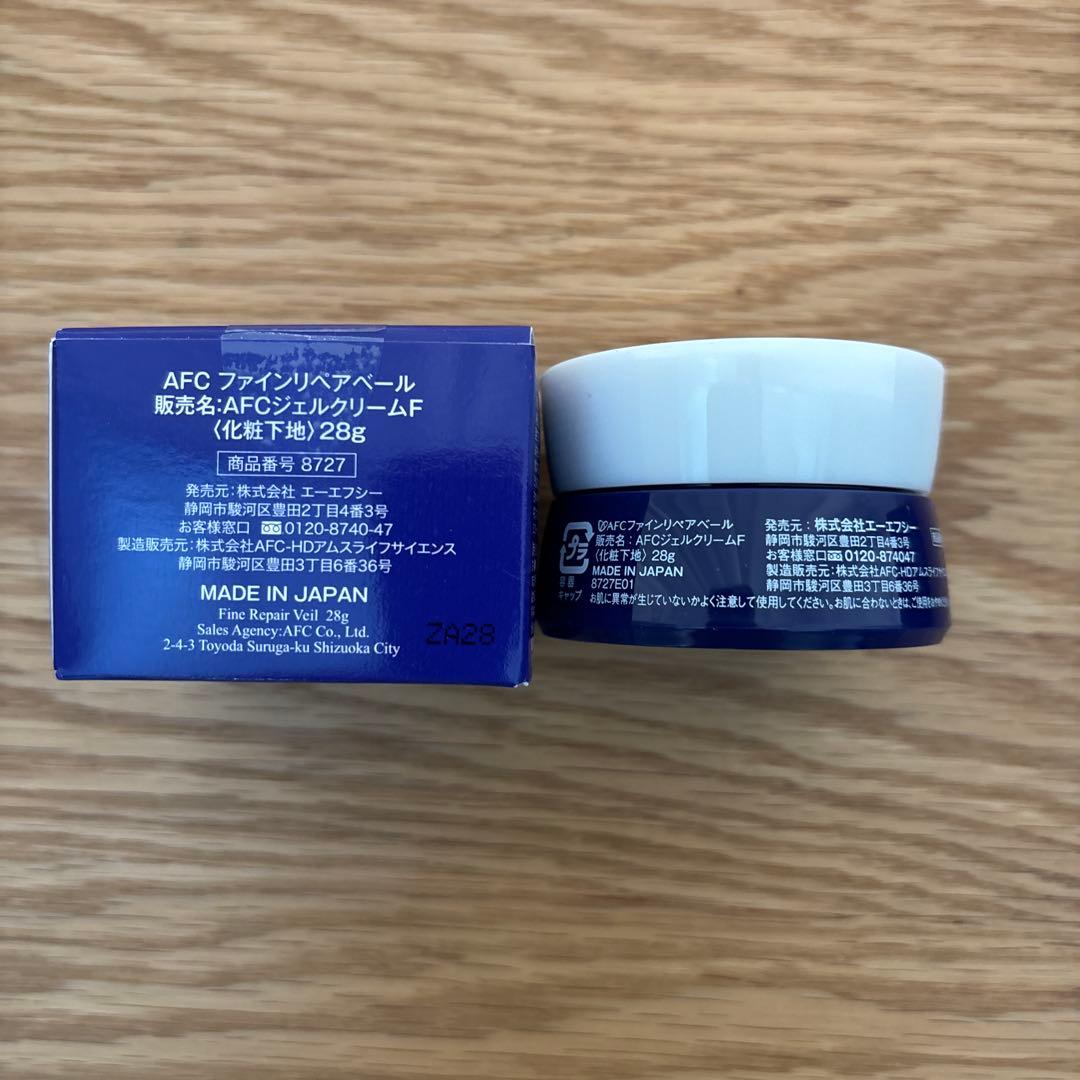 AFC ファインリペアベール
販売名:AFCジェルクリームF
〈化粧下地〉28g
商品番号 8727
発売元:株式会社 エーエフシー
静岡市駿河区豊田2丁目4番3号
お客様窓口 0120-8740-47
製造販売元:株式会社AFC-HDアムスライフサイエンス
静岡市駿河区豊田3丁目6番36号
MADE IN JAPAN
Fine Repair Veil 28g
Sales Agency:AFC Co., Ltd.
2-4-3 Toyoda Suruga-ku Shizuoka City
ZA28
プラ
容器
キャップ
AFCファインリペアベール
販売名:AFCジェルクリームF
〈化粧下地〉28g
MADE IN JAPAN
8727E01
発売元:株式会社エーエフシー
静岡市駿河区豊田2丁目4番3号
お客様窓口 0120-874047
製造販売元:株式会社AFC-HDアムスライフサイエ
静岡市駿河区豊田3丁目6番36号
お肌に異常が生じていないかよく注意して使用してください。お肌に合わないときは、ご使用を